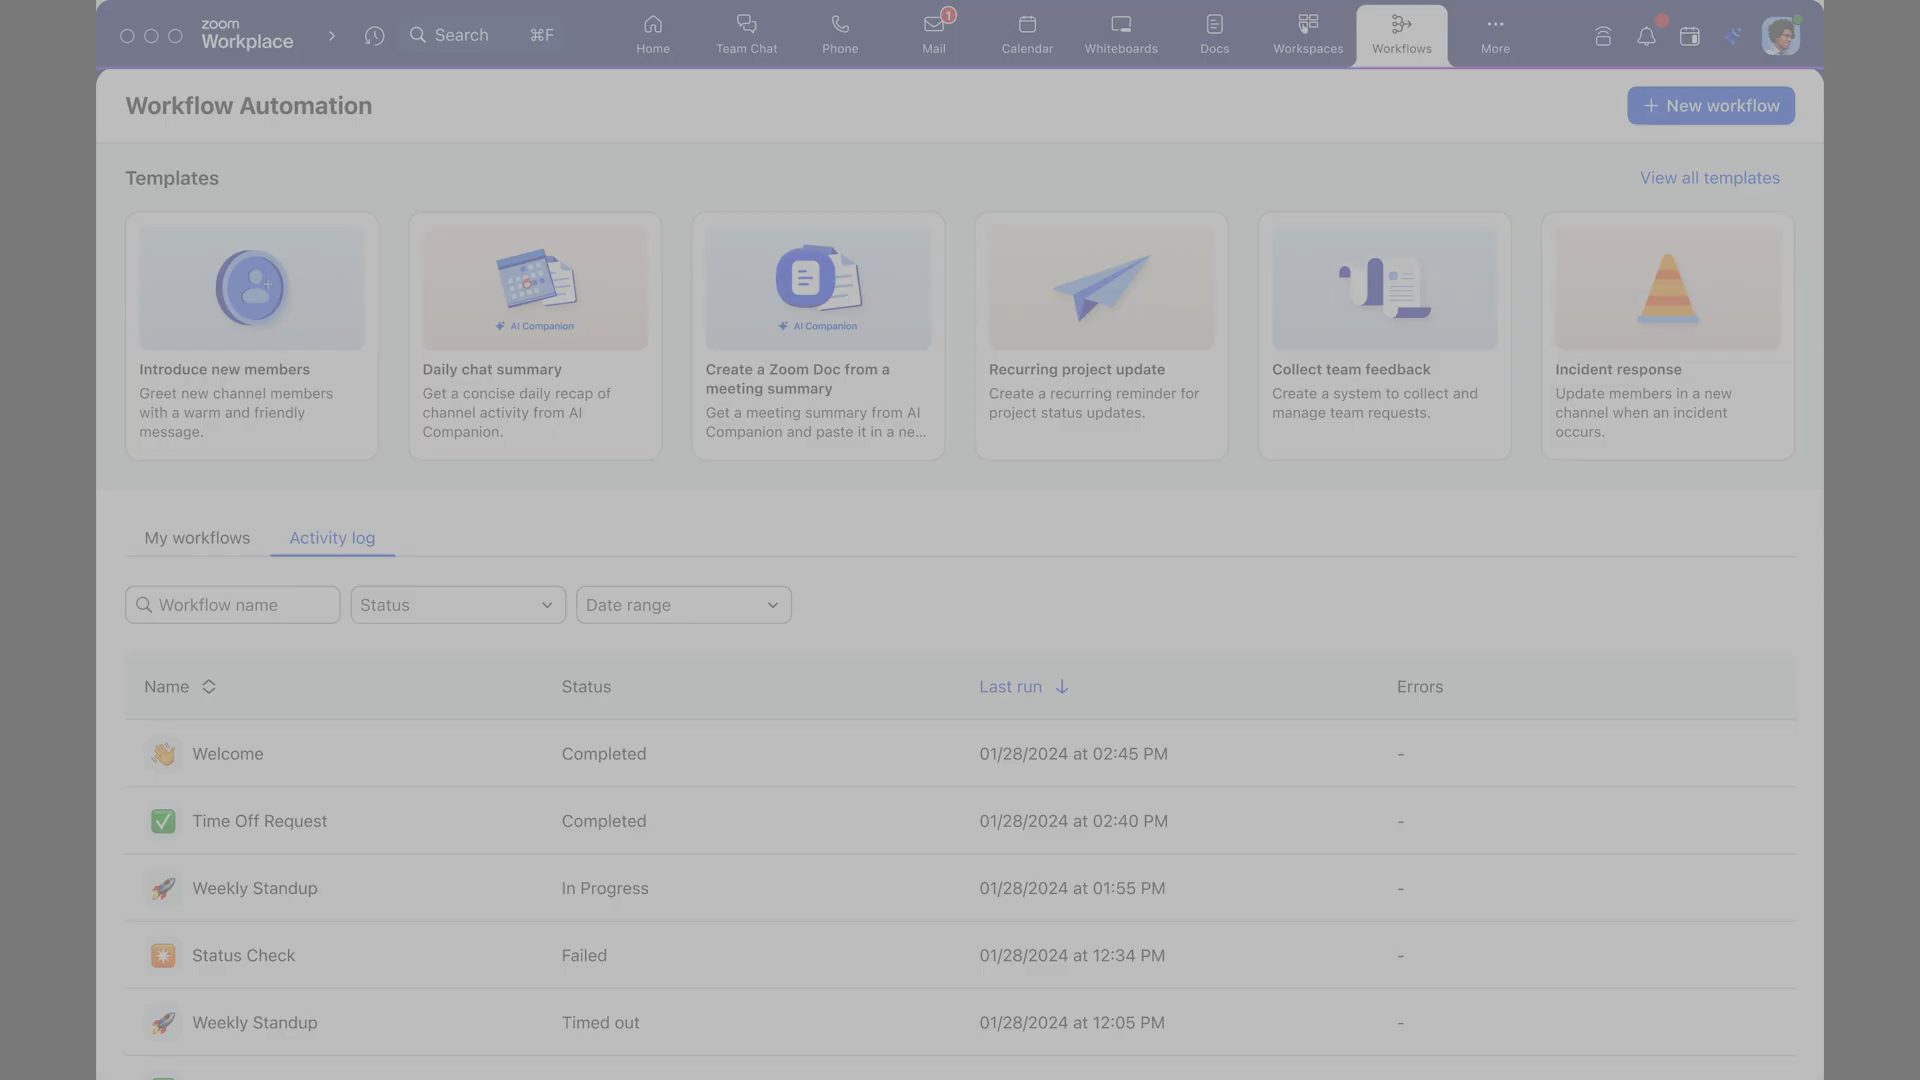 zoom
Workplace
Search
⌘F
Home
Team Chat
Phone
1
Mail
Calendar
Whiteboards
Docs
Workspaces
Workflows
More
Workflow Automation
+ New workflow
Templates
View all templates
AI Companion
AI Companion
Introduce new members
Greet new channel members
with a warm and friendly
message.
Daily chat summary
Get a concise daily recap of
channel activity from AI
Companion.
Create a Zoom Doc from a
meeting summary
Get a meeting summary from AI
Companion and paste it in a ne...
Recurring project update
Create a recurring reminder for
project status updates.
Collect team feedback
Create a system to collect and
manage team requests.
Incident response
Update members in a new
channel when an incident
occurs.
My workflows
Activity log
Workflow name
Status
Date range
Name
Status
Last run
Errors
Welcome
Completed
01/28/2024 at 02:45 PM
-
Time Off Request
Completed
01/28/2024 at 02:40 PM
-
Weekly Standup
In Progress
01/28/2024 at 01:55 PM
-
Status Check
Failed
01/28/2024 at 12:34 PM
-
Weekly Standup
Timed out
01/28/2024 at 12:05 PM
-